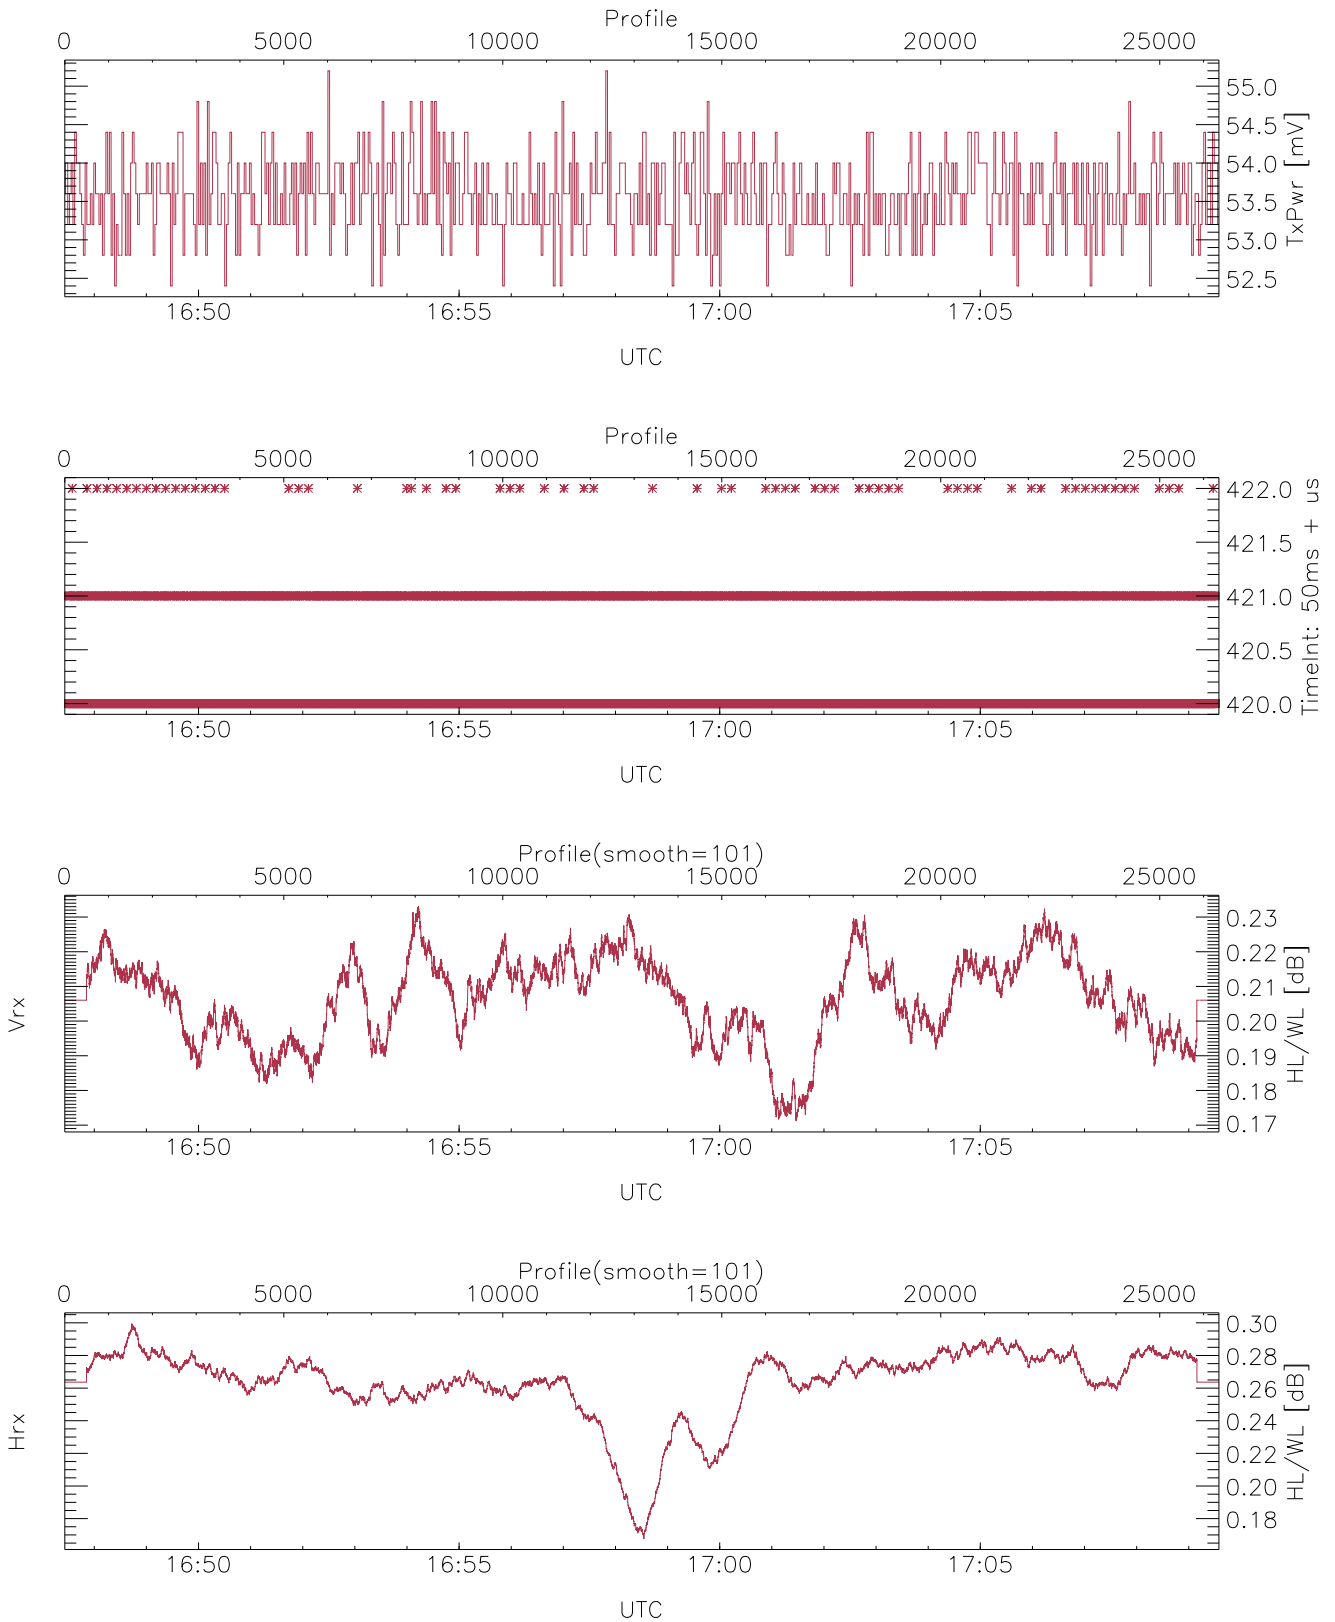 Profile
0 5000 10000 15000 20000 25000
55.0
54.5
54.0
53.5
53.0
52.5
TxPwr [mV]
16:50 16:55 17:00 17:05
UTC
Profile
0 5000 10000 15000 20000 25000
422.0
421.5
421.0
420.5
420.0
TimeInt: 50ms + us
16:50 16:55 17:00 17:05
UTC
Profile(smooth=101)
0 5000 10000 15000 20000 25000
Vrx
0.23
0.22
0.21
0.20
0.19
0.18
0.17
HL/WL [dB]
16:50 16:55 17:00 17:05
UTC
Profile(smooth=101)
0 5000 10000 15000 20000 25000
Hrx
0.30
0.28
0.26
0.24
0.22
0.20
0.18
HL/WL [dB]
16:50 16:55 17:00 17:05
UTC